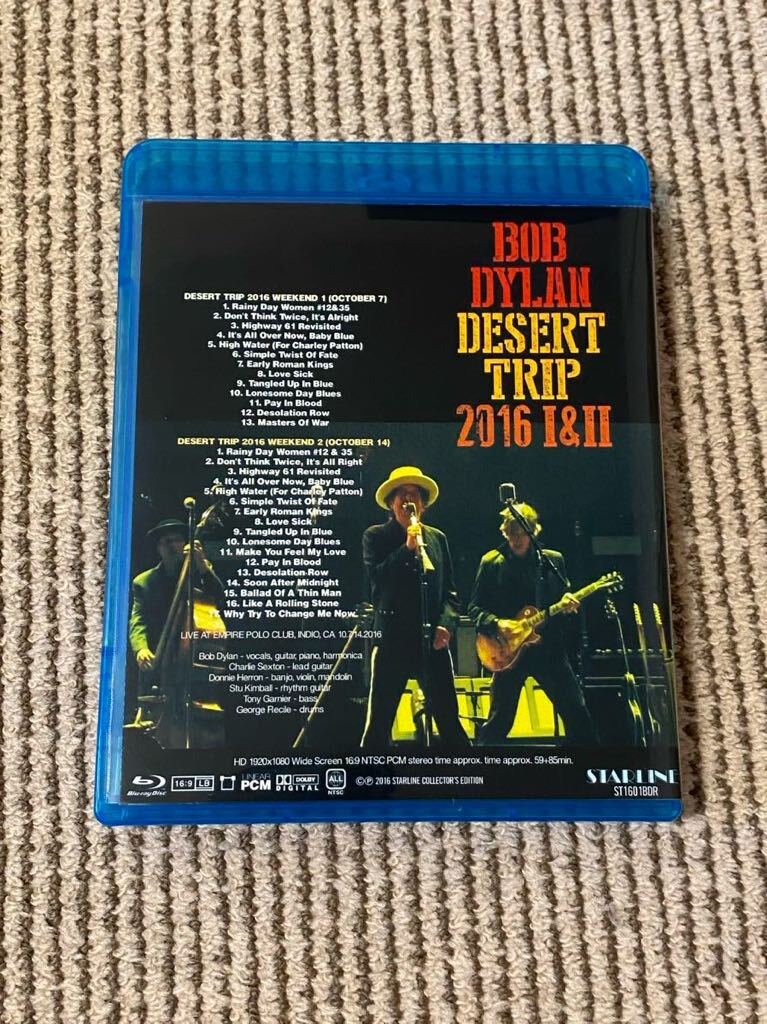 BOB
DYLAN
DESERT
TRIP
2016 I&II
DESERT TRIP 2016 WEEKEND 1 (OCTOBER 7)
1. Rainy Day Women #12&35
2. Don't Think Twice, It's Alright
3. Highway 61 Revisited
4. It's All Over Now, Baby Blue
5. High Water (For Charley Patton)
6. Simple Twist Of Fate
7. Early Roman Kings
8. Love Sick
9. Tangled Up In Blue
10. Lonesome Day Blues
11. Pay In Blood
12. Desolation Row
13. Masters Of War
DESERT TRIP 2016 WEEKEND 2 (OCTOBER 14)
1. Rainy Day Women #12 & 35
2. Don't Think Twice, It's All Right
3. Highway 61 Revisited
4. It's All Over Now, Baby Blue
5. High Water (For Charley Patton)
6. Simple Twist Of Fate
7. Early Roman Kings
8. Love Sick
9. Tangled Up In Blue
10. Lonesome Day Blues
11. Make You Feel My Love
12. Pay In Blood
13. Desolation Row
14. Soon After Midnight
15. Ballad Of A Thin Man
16. Like A Rolling Stone
17. Why Try To Change Me Now
LIVE AT EMPIRE POLO CLUB, INDIO, CA 10.7.14.2016
Bob Dylan - vocals, guitar, piano, harmonica
Charlie Sexton - lead guitar
Donnie Herron - banjo, violin, mandolin
Stu Kimball - rhythm guitar
Tony Garnier - bass
George Recile - drums
HD 1920x1080 Wide Screen 16:9 NTSC PCM stereo time approx. time approx. 59+85min.
Blu-ray Disc
16:9 LB
LINEAR PCM
DOLBY DIGITAL
ALL NTSC
©℗ 2016 STARLINE COLLECTOR'S EDITION
STARLINE
ST1601BDR